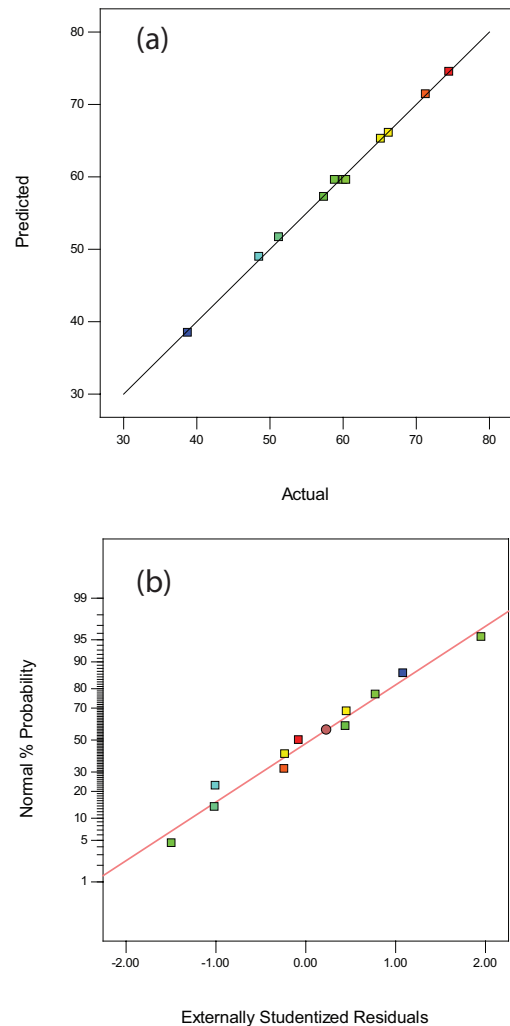 (a)
80
70
60
50
40
30
Predicted
30 40 50 60 70 80
Actual
(b)
99
95
90
80
70
50
30
20
10
5
1
Normal % Probability
-2.00 -1.00 0.00 1.00 2.00
Externally Studentized Residuals